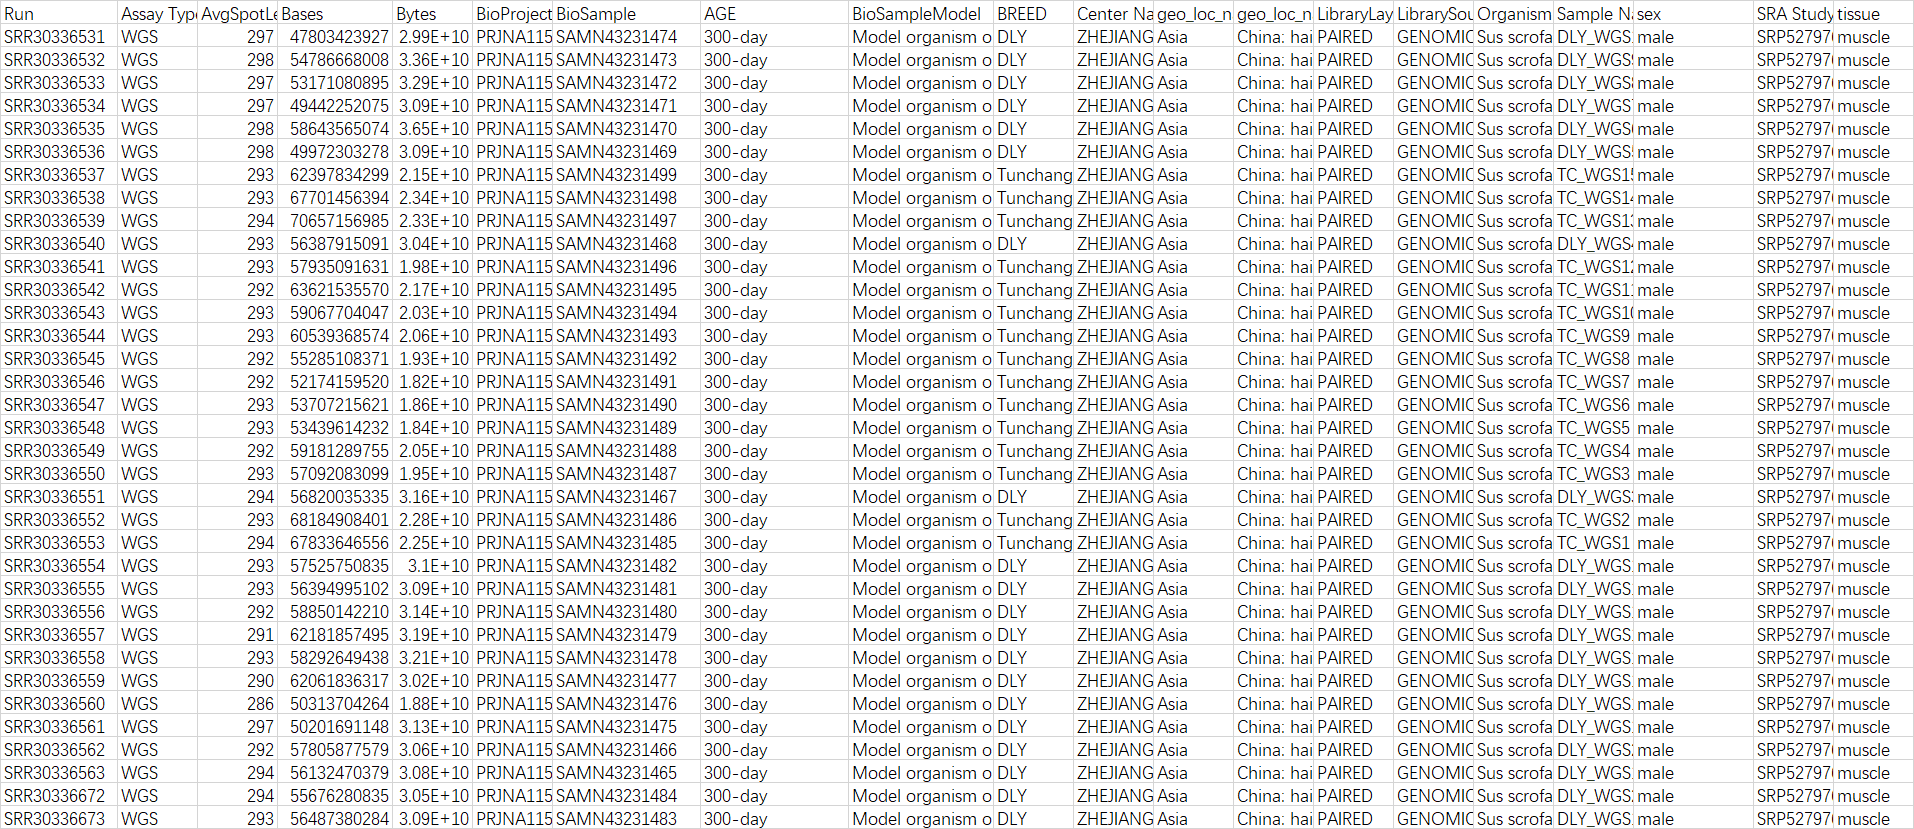 Run Assay Typ AvgSpotLe Bases Bytes BioProject BioSample AGE BioSampleModel BREED Center Na geo_loc_n geo_loc_n LibraryLay LibrarySou Organism Sample Na sex SRA Study tissue
SRR30336531 WGS 297 47803423927 2.99E+10 PRJNA115 SAMN43231474 300-day Model organism o DLY ZHEJIANG Asia China: hai PAIRED GENOMIC Sus scrofa DLY_WGS male SRP52797 muscle
SRR30336532 WGS 298 54786668008 3.36E+10 PRJNA115 SAMN43231473 300-day Model organism o DLY ZHEJIANG Asia China: hai PAIRED GENOMIC Sus scrofa DLY_WGS9 male SRP52797 muscle
SRR30336533 WGS 297 53171080895 3.29E+10 PRJNA115 SAMN43231472 300-day Model organism o DLY ZHEJIANG Asia China: hai PAIRED GENOMIC Sus scrofa DLY_WGS8 male SRP52797 muscle
SRR30336534 WGS 297 49442252075 3.09E+10 PRJNA115 SAMN43231471 300-day Model organism o DLY ZHEJIANG Asia China: hai PAIRED GENOMIC Sus scrofa DLY_WGS7 male SRP52797 muscle
SRR30336535 WGS 298 58643565074 3.65E+10 PRJNA115 SAMN43231470 300-day Model organism o DLY ZHEJIANG Asia China: hai PAIRED GENOMIC Sus scrofa DLY_WGS6 male SRP52797 muscle
SRR30336536 WGS 298 49972303278 3.09E+10 PRJNA115 SAMN43231469 300-day Model organism o DLY ZHEJIANG Asia China: hai PAIRED GENOMIC Sus scrofa DLY_WGS5 male SRP52797 muscle
SRR30336537 WGS 293 62397834299 2.15E+10 PRJNA115 SAMN43231499 300-day Model organism o Tunchang ZHEJIANG Asia China: hai PAIRED GENOMIC Sus scrofa TC_WGS15 male SRP52797 muscle
SRR30336538 WGS 293 67701456394 2.34E+10 PRJNA115 SAMN43231498 300-day Model organism o Tunchang ZHEJIANG Asia China: hai PAIRED GENOMIC Sus scrofa TC_WGS14 male SRP52797 muscle
SRR30336539 WGS 294 70657156985 2.33E+10 PRJNA115 SAMN43231497 300-day Model organism o Tunchang ZHEJIANG Asia China: hai PAIRED GENOMIC Sus scrofa TC_WGS13 male SRP52797 muscle
SRR30336540 WGS 293 56387915091 3.04E+10 PRJNA115 SAMN43231468 300-day Model organism o DLY ZHEJIANG Asia China: hai PAIRED GENOMIC Sus scrofa DLY_WGS4 male SRP52797 muscle
SRR30336541 WGS 293 57935091631 1.98E+10 PRJNA115 SAMN43231496 300-day Model organism o Tunchang ZHEJIANG Asia China: hai PAIRED GENOMIC Sus scrofa TC_WGS12 male SRP52797 muscle
SRR30336542 WGS 292 63621535570 2.17E+10 PRJNA115 SAMN43231495 300-day Model organism o Tunchang ZHEJIANG Asia China: hai PAIRED GENOMIC Sus scrofa TC_WGS11 male SRP52797 muscle
SRR30336543 WGS 293 59067704047 2.03E+10 PRJNA115 SAMN43231494 300-day Model organism o Tunchang ZHEJIANG Asia China: hai PAIRED GENOMIC Sus scrofa TC_WGS10 male SRP52797 muscle
SRR30336544 WGS 293 60539368574 2.06E+10 PRJNA115 SAMN43231493 300-day Model organism o Tunchang ZHEJIANG Asia China: hai PAIRED GENOMIC Sus scrofa TC_WGS9 male SRP52797 muscle
SRR30336545 WGS 292 55285108371 1.93E+10 PRJNA115 SAMN43231492 300-day Model organism o Tunchang ZHEJIANG Asia China: hai PAIRED GENOMIC Sus scrofa TC_WGS8 male SRP52797 muscle
SRR30336546 WGS 292 52174159520 1.82E+10 PRJNA115 SAMN43231491 300-day Model organism o Tunchang ZHEJIANG Asia China: hai PAIRED GENOMIC Sus scrofa TC_WGS7 male SRP52797 muscle
SRR30336547 WGS 293 53707215621 1.86E+10 PRJNA115 SAMN43231490 300-day Model organism o Tunchang ZHEJIANG Asia China: hai PAIRED GENOMIC Sus scrofa TC_WGS6 male SRP52797 muscle
SRR30336548 WGS 293 53439614232 1.84E+10 PRJNA115 SAMN43231489 300-day Model organism o Tunchang ZHEJIANG Asia China: hai PAIRED GENOMIC Sus scrofa TC_WGS5 male SRP52797 muscle
SRR30336549 WGS 292 59181289755 2.05E+10 PRJNA115 SAMN43231488 300-day Model organism o Tunchang ZHEJIANG Asia China: hai PAIRED GENOMIC Sus scrofa TC_WGS4 male SRP52797 muscle
SRR30336550 WGS 293 57092083099 1.95E+10 PRJNA115 SAMN43231487 300-day Model organism o Tunchang ZHEJIANG Asia China: hai PAIRED GENOMIC Sus scrofa TC_WGS3 male SRP52797 muscle
SRR30336551 WGS 294 56820035335 3.16E+10 PRJNA115 SAMN43231467 300-day Model organism o DLY ZHEJIANG Asia China: hai PAIRED GENOMIC Sus scrofa DLY_WGS3 male SRP52797 muscle
SRR30336552 WGS 293 68184908401 2.28E+10 PRJNA115 SAMN43231486 300-day Model organism o Tunchang ZHEJIANG Asia China: hai PAIRED GENOMIC Sus scrofa TC_WGS2 male SRP52797 muscle
SRR30336553 WGS 294 67833646556 2.25E+10 PRJNA115 SAMN43231485 300-day Model organism o Tunchang ZHEJIANG Asia China: hai PAIRED GENOMIC Sus scrofa TC_WGS1 male SRP52797 muscle
SRR30336554 WGS 293 57525750835 3.1E+10 PRJNA115 SAMN43231482 300-day Model organism o DLY ZHEJIANG Asia China: hai PAIRED GENOMIC Sus scrofa DLY_WGS male SRP52797 muscle
SRR30336555 WGS 293 56394995102 3.09E+10 PRJNA115 SAMN43231481 300-day Model organism o DLY ZHEJIANG Asia China: hai PAIRED GENOMIC Sus scrofa DLY_WGS male SRP52797 muscle
SRR30336556 WGS 292 58850142210 3.14E+10 PRJNA115 SAMN43231480 300-day Model organism o DLY ZHEJIANG Asia China: hai PAIRED GENOMIC Sus scrofa DLY_WGS male SRP52797 muscle
SRR30336557 WGS 291 62181857495 3.19E+10 PRJNA115 SAMN43231479 300-day Model organism o DLY ZHEJIANG Asia China: hai PAIRED GENOMIC Sus scrofa DLY_WGS male SRP52797 muscle
SRR30336558 WGS 293 58292649438 3.21E+10 PRJNA115 SAMN43231478 300-day Model organism o DLY ZHEJIANG Asia China: hai PAIRED GENOMIC Sus scrofa DLY_WGS male SRP52797 muscle
SRR30336559 WGS 290 62061836317 3.02E+10 PRJNA115 SAMN43231477 300-day Model organism o DLY ZHEJIANG Asia China: hai PAIRED GENOMIC Sus scrofa DLY_WGS male SRP52797 muscle
SRR30336560 WGS 286 50313704264 1.88E+10 PRJNA115 SAMN43231476 300-day Model organism o DLY ZHEJIANG Asia China: hai PAIRED GENOMIC Sus scrofa DLY_WGS male SRP52797 muscle
SRR30336561 WGS 297 50201691148 3.13E+10 PRJNA115 SAMN43231475 300-day Model organism o DLY ZHEJIANG Asia China: hai PAIRED GENOMIC Sus scrofa DLY_WGS male SRP52797 muscle
SRR30336562 WGS 292 57805877579 3.06E+10 PRJNA115 SAMN43231466 300-day Model organism o DLY ZHEJIANG Asia China: hai PAIRED GENOMIC Sus scrofa DLY_WGS2 male SRP52797 muscle
SRR30336563 WGS 294 56132470379 3.08E+10 PRJNA115 SAMN43231465 300-day Model organism o DLY ZHEJIANG Asia China: hai PAIRED GENOMIC Sus scrofa DLY_WGS male SRP52797 muscle
SRR30336672 WGS 294 55676280835 3.05E+10 PRJNA115 SAMN43231484 300-day Model organism o DLY ZHEJIANG Asia China: hai PAIRED GENOMIC Sus scrofa DLY_WGS2 male SRP52797 muscle
SRR30336673 WGS 293 56487380284 3.09E+10 PRJNA115 SAMN43231483 300-day Model organism o DLY ZHEJIANG Asia China: hai PAIRED GENOMIC Sus scrofa DLY_WGS male SRP52797 muscle